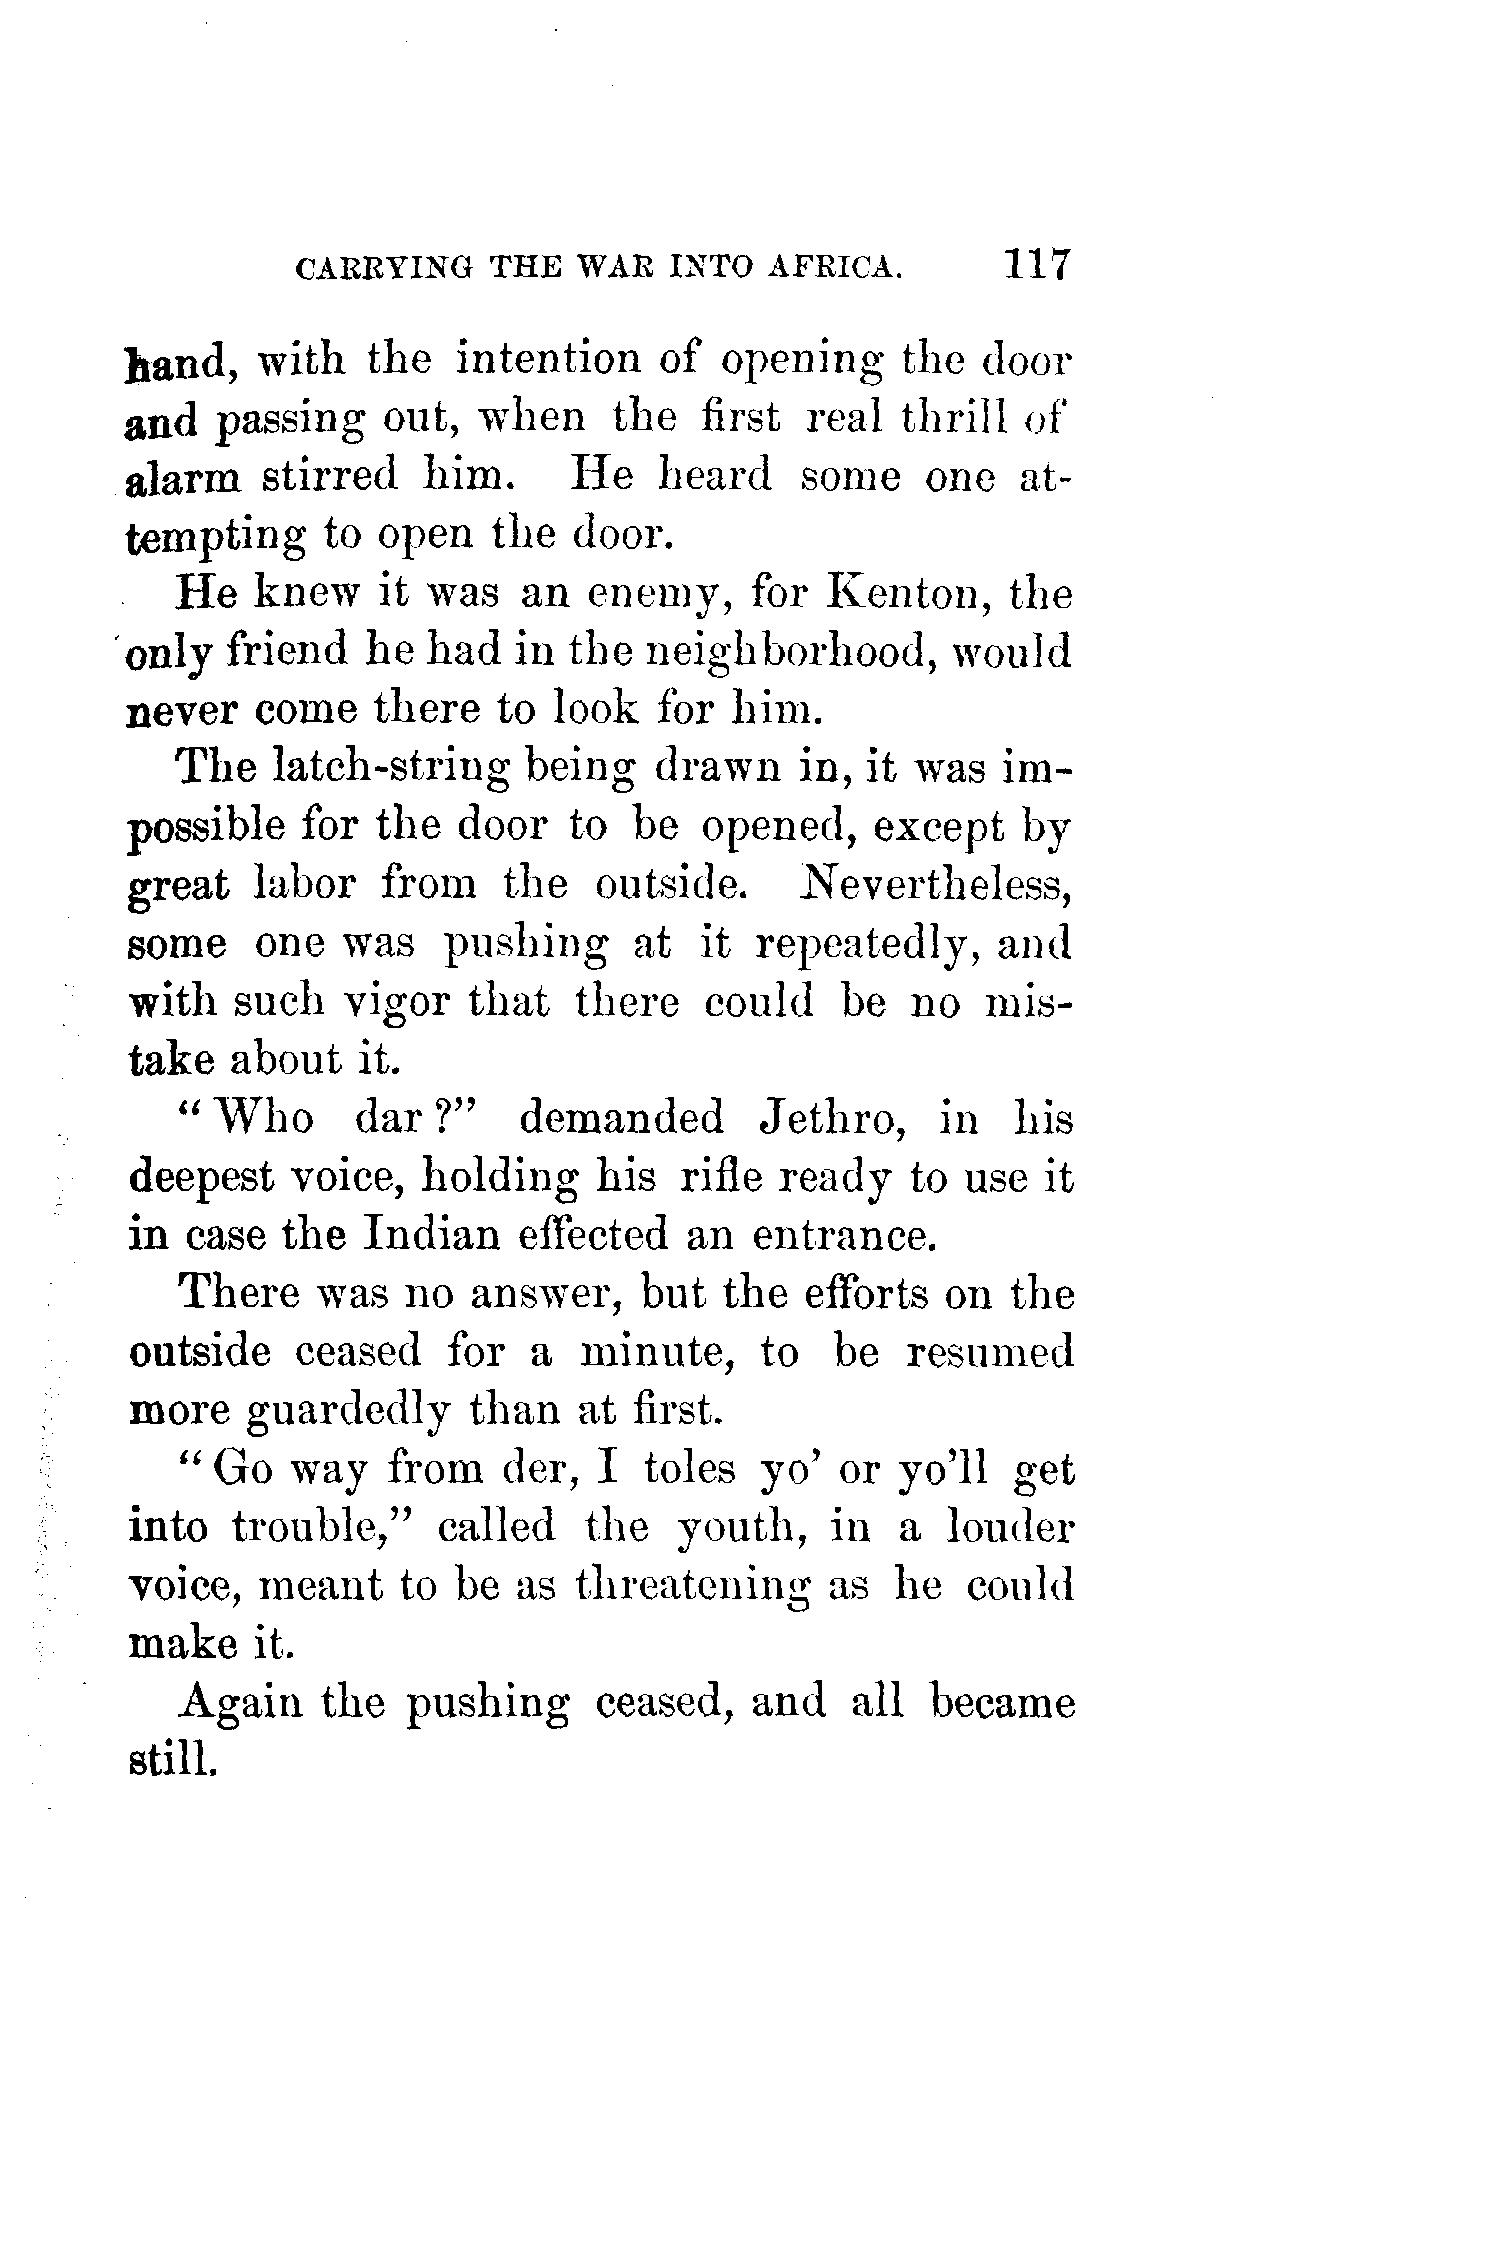 CARRYING THE WAR INTO AFRICA. 117
hand, with the intention of opening the door
and passing out, when the first real thrill of
alarm stirred him. He heard some one at-
tempting to open the door.
He knew it was an enemy, for Kenton, the
only friend he had in the neighborhood, would
never come there to look for him.
The latch-string being drawn in, it was im-
possible for the door to be opened, except by
great labor from the outside. Nevertheless,
some one was pushing at it repeatedly, and
with such vigor that there could be no mis-
take about it.
“Who dar?” demanded Jethro, in his
deepest voice, holding his rifle ready to use it
in case the Indian effected an entrance.
There was no answer, but the efforts on the
outside ceased for a minute, to be resumed
more guardedly than at first.
“Go way from der, I toles yo’ or yo’ll get
into trouble,” called the youth, in a louder
voice, meant to be as threatening as he could
make it.
Again the pushing ceased, and all became
still.